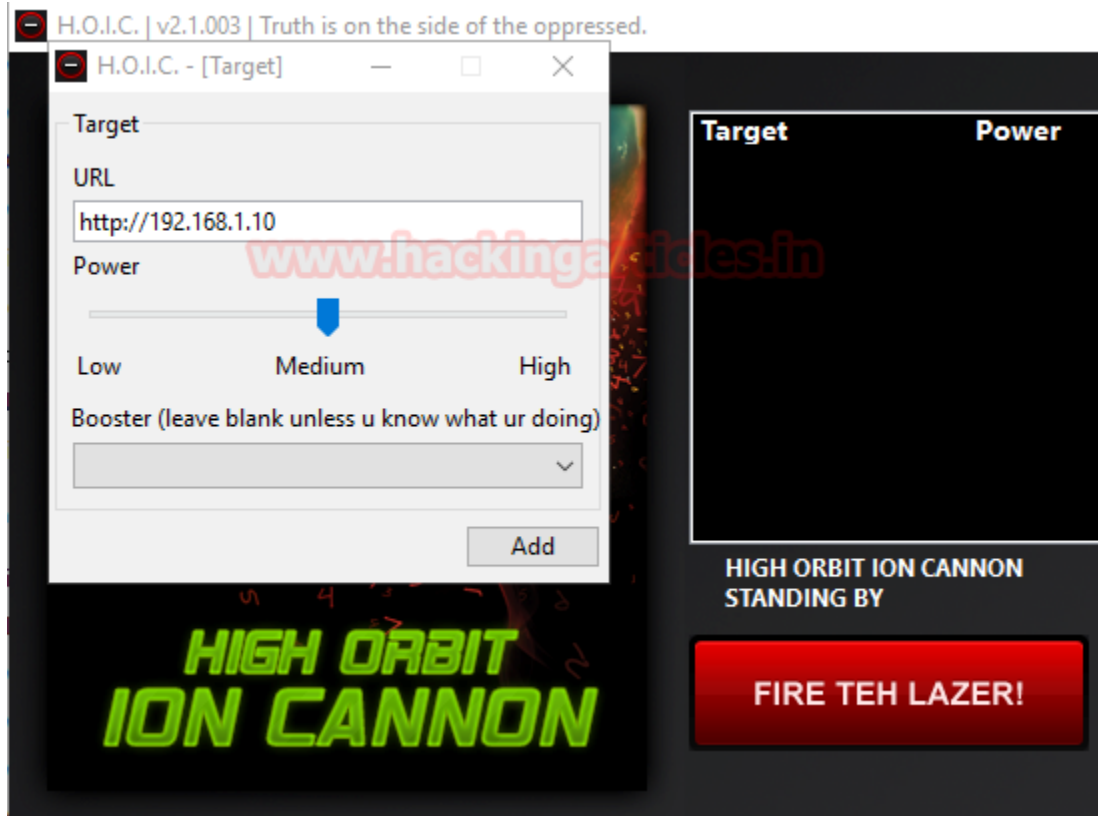 H.O.I.C. | v2.1.003 | Truth is on the side of the oppressed.
H.O.I.C. - [Target]
Target
URL
http://192.168.1.10
Power
Low Medium High
Booster (leave blank unless u know what ur doing)
Add
www.hackingarticles.in
Target Power
HIGH ORBIT ION CANNON
STANDING BY
FIRE TEH LAZER!
HIGH ORBIT
ION CANNON